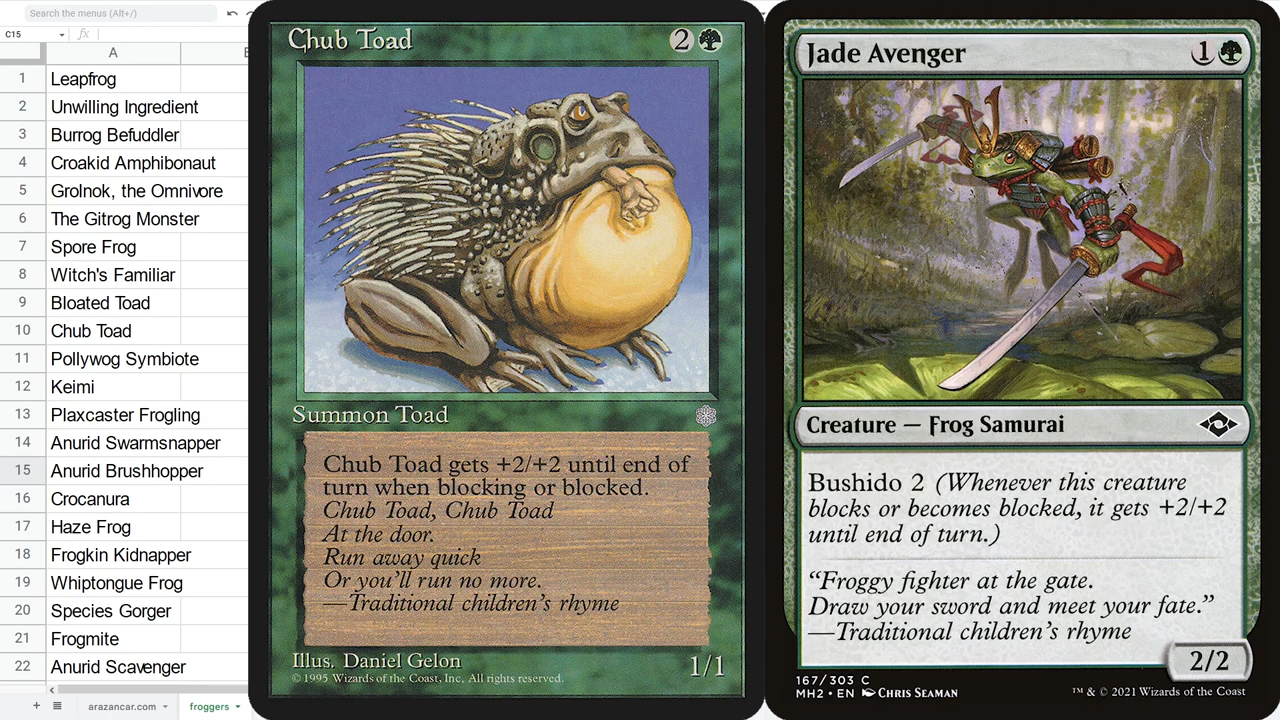 Search the menus (Alt+/)
C15
fx
A
1 Leapfrog
2 Unwilling Ingredient
3 Burrog Befuddler
4 Croakid Amphibonaut
5 Grolnok, the Omnivore
6 The Gitrog Monster
7 Spore Frog
8 Witch's Familiar
9 Bloated Toad
10 Chub Toad
11 Pollywog Symbiote
12 Keimi
13 Plaxcaster Frogling
14 Anurid Swarmsnapper
15 Anurid Brushhopper
16 Crocanura
17 Haze Frog
18 Frogkin Kidnapper
19 Whiptongue Frog
20 Species Gorger
21 Frogmite
22 Anurid Scavenger
arazancar.com
froggers
Chub Toad 2
Summon Toad
Chub Toad gets +2/+2 until end of
turn when blocking or blocked.
Chub Toad, Chub Toad
At the door.
Run away quick
Or you'll run no more.
—Traditional children's rhyme
Illus. Daniel Gelon
1/1
© 1995 Wizards of the Coast, Inc. All rights reserved.
Jade Avenger 1
Creature — Frog Samurai
Bushido 2 (Whenever this creature
blocks or becomes blocked, it gets +2/+2
until end of turn.)
“Froggy fighter at the gate.
Draw your sword and meet your fate.”
—Traditional children's rhyme
2/2
167/303 C
MH2 • EN Chris Seaman
™ & © 2021 Wizards of the Coast